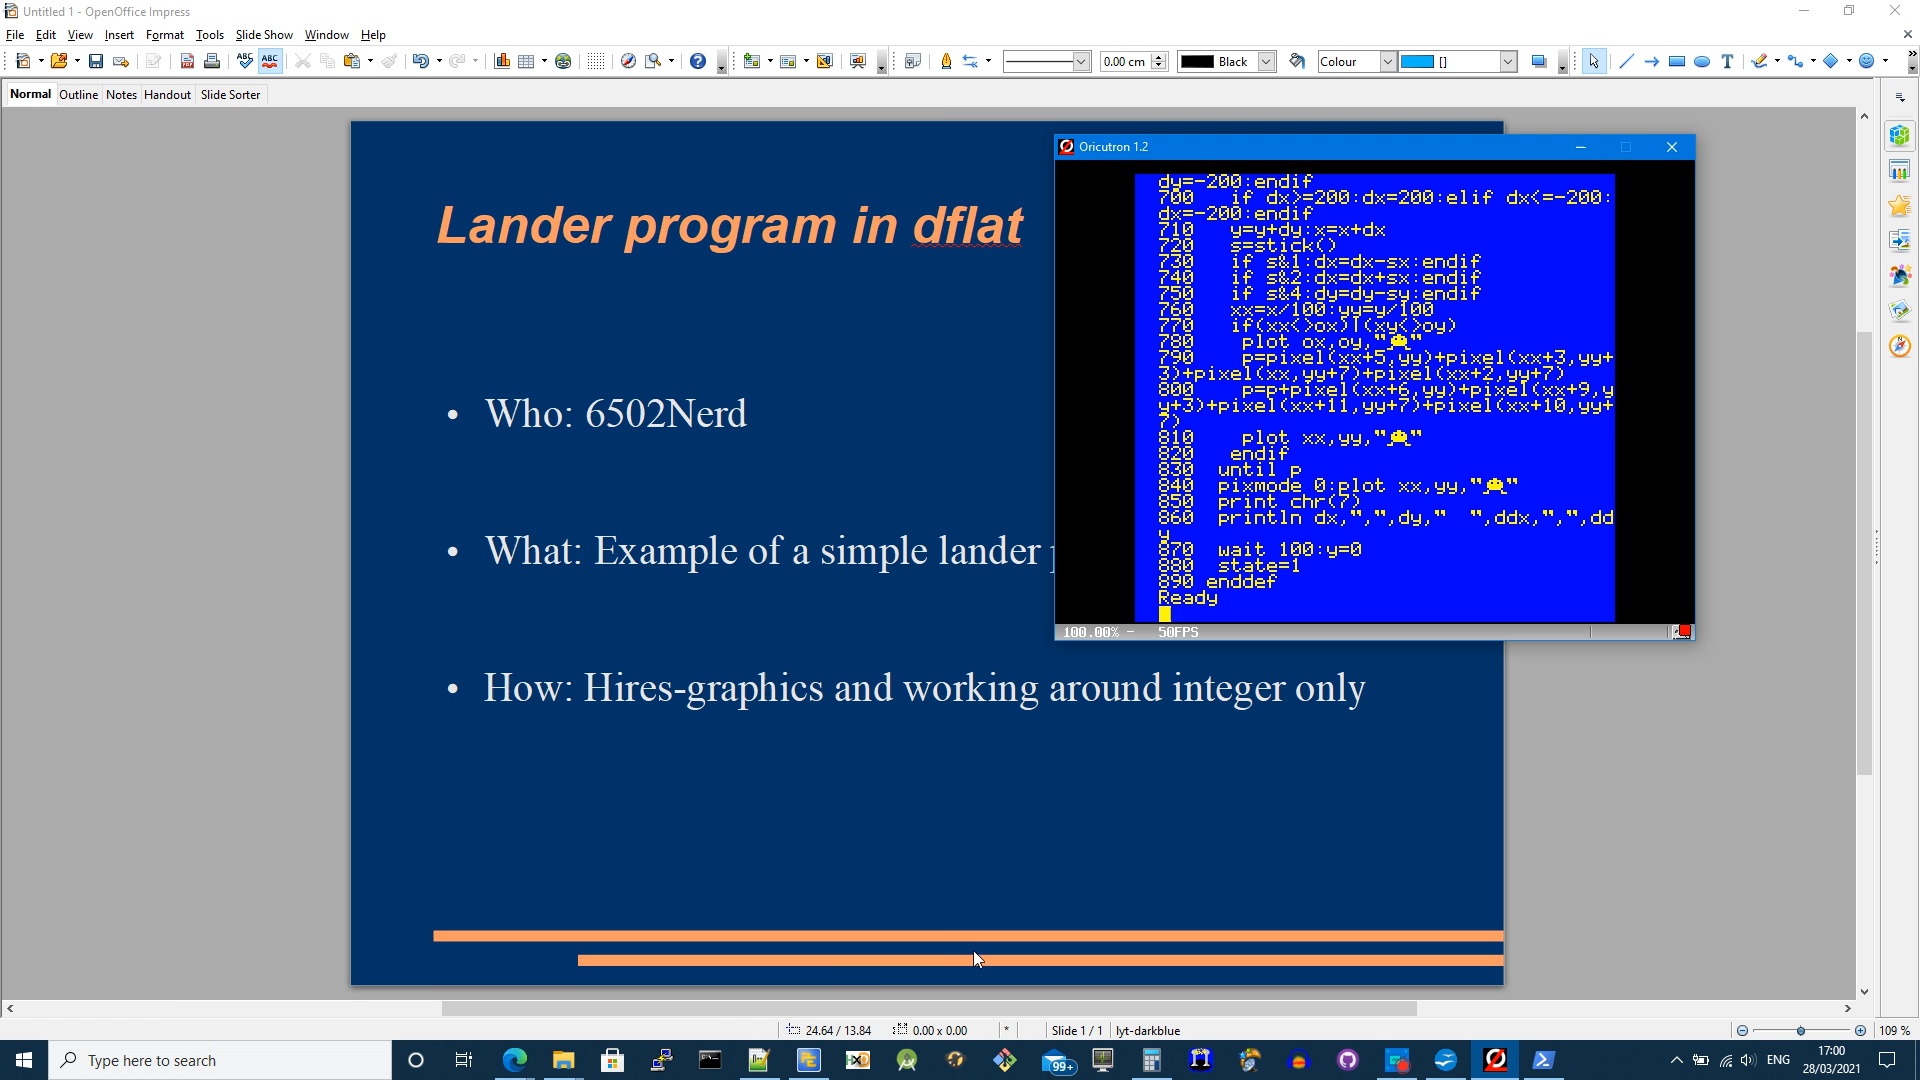 Untitled 1 - OpenOffice Impress
File Edit View Insert Format Tools Slide Show Window Help
0.00 cm Black Colour []
Normal Outline Notes Handout Slide Sorter
Lander program in dflat
• Who: 6502Nerd
• What: Example of a simple lander
• How: Hires-graphics and working around integer only
Oricutron 1.2
dy=-200:endif
700   if dx>=200:dx=200:elif dx<=-200:
dx=-200:endif
710   y=y+dy:x=x+dx
720   s=stick()
730   if s&1:dx=dx-sx:endif
740   if s&2:dx=dx+sx:endif
750   if s&4:dy=dy-sy:endif
760   xx=x/100:yy=y/100
770   if(xx<>ox)|(xy<>oy)
780    plot ox,oy,""
790    p=pixel(xx+5,yy)+pixel(xx+3,yy+
3)+pixel(xx,yy+7)+pixel(xx+2,yy+7)
800    p=p+pixel(xx+6,yy)+pixel(xx+9,y
y+3)+pixel(xx+11,yy+7)+pixel(xx+10,yy+
7)
810    plot xx,yy,""
820   endif
830  until p
840  pixmode 0:plot xx,yy,""
850  print chr(7)
860  println dx,",",dy,"  ",ddx,",",dd
y
870  wait 100:y=0
880  state=1
890 enddef
Ready
100.00% - 50FPS
24.64 / 13.84 0.00 x 0.00 * Slide 1 / 1 lyt-darkblue 109 %
Type here to search
99+
ENG
17:00
28/03/2021